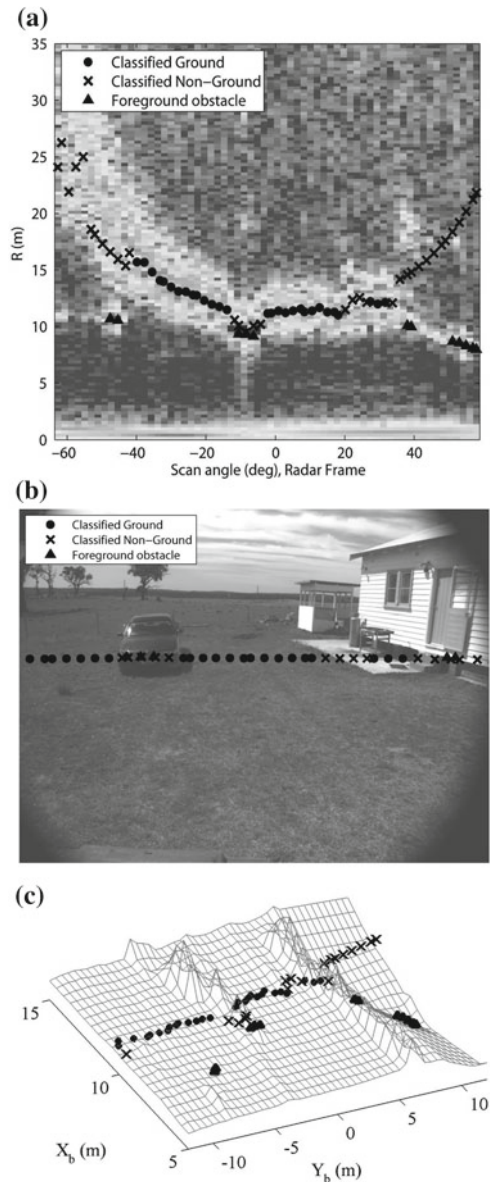 (a)
35
30
25
20
15
10
5
0
R (m)
Classified Ground
Classified Non−Ground
Foreground obstacle
−60 −40 −20 0 20 40
Scan angle (deg), Radar Frame
(b)
Classified Ground
Classified Non−Ground
Foreground obstacle
(c)
15
10
5
X_b (m)
-10 -5 0 5 10
Y_b (m)